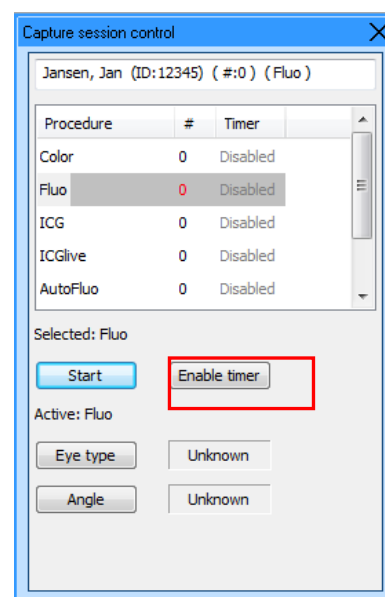 Capture session control
Jansen, Jan (ID:12345) ( #:0 ) ( Fluo )
Procedure # Timer
Color 0 Disabled
Fluo 0 Disabled
ICG 0 Disabled
ICGlive 0 Disabled
AutoFluo 0 Disabled
Selected: Fluo
Start Enable timer
Active: Fluo
Eye type Unknown
Angle Unknown